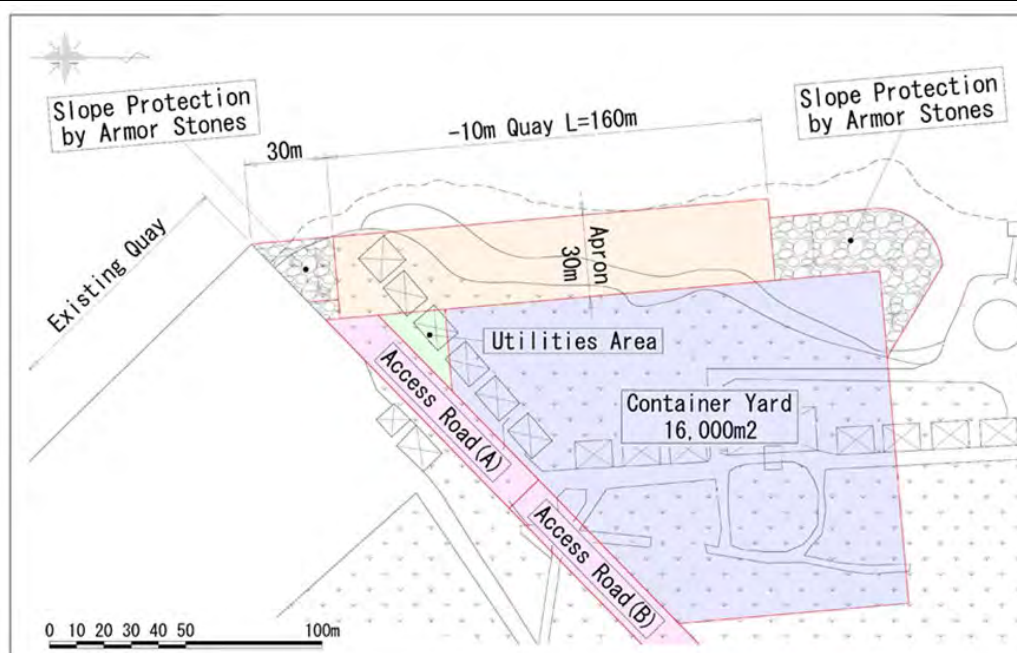 Slope Protection
by Armor Stones
30m
-10m Quay L=160m
Slope Protection
by Armor Stones
Existing Quay
Apron
30m
Utilities Area
Access Road(A)
Container Yard
16,000m2
Access Road(B)
0 10 20 30 40 50 100m